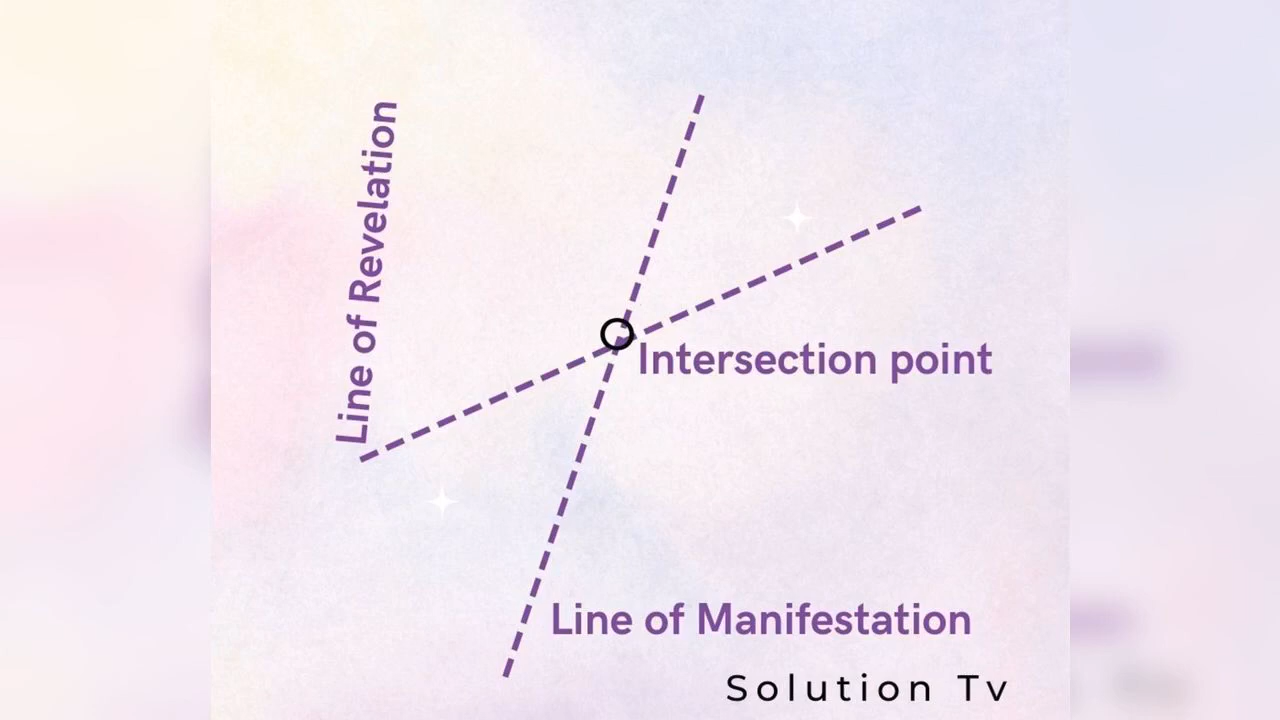 Line of Revelation
Intersection point
Line of Manifestation
Solution Tv